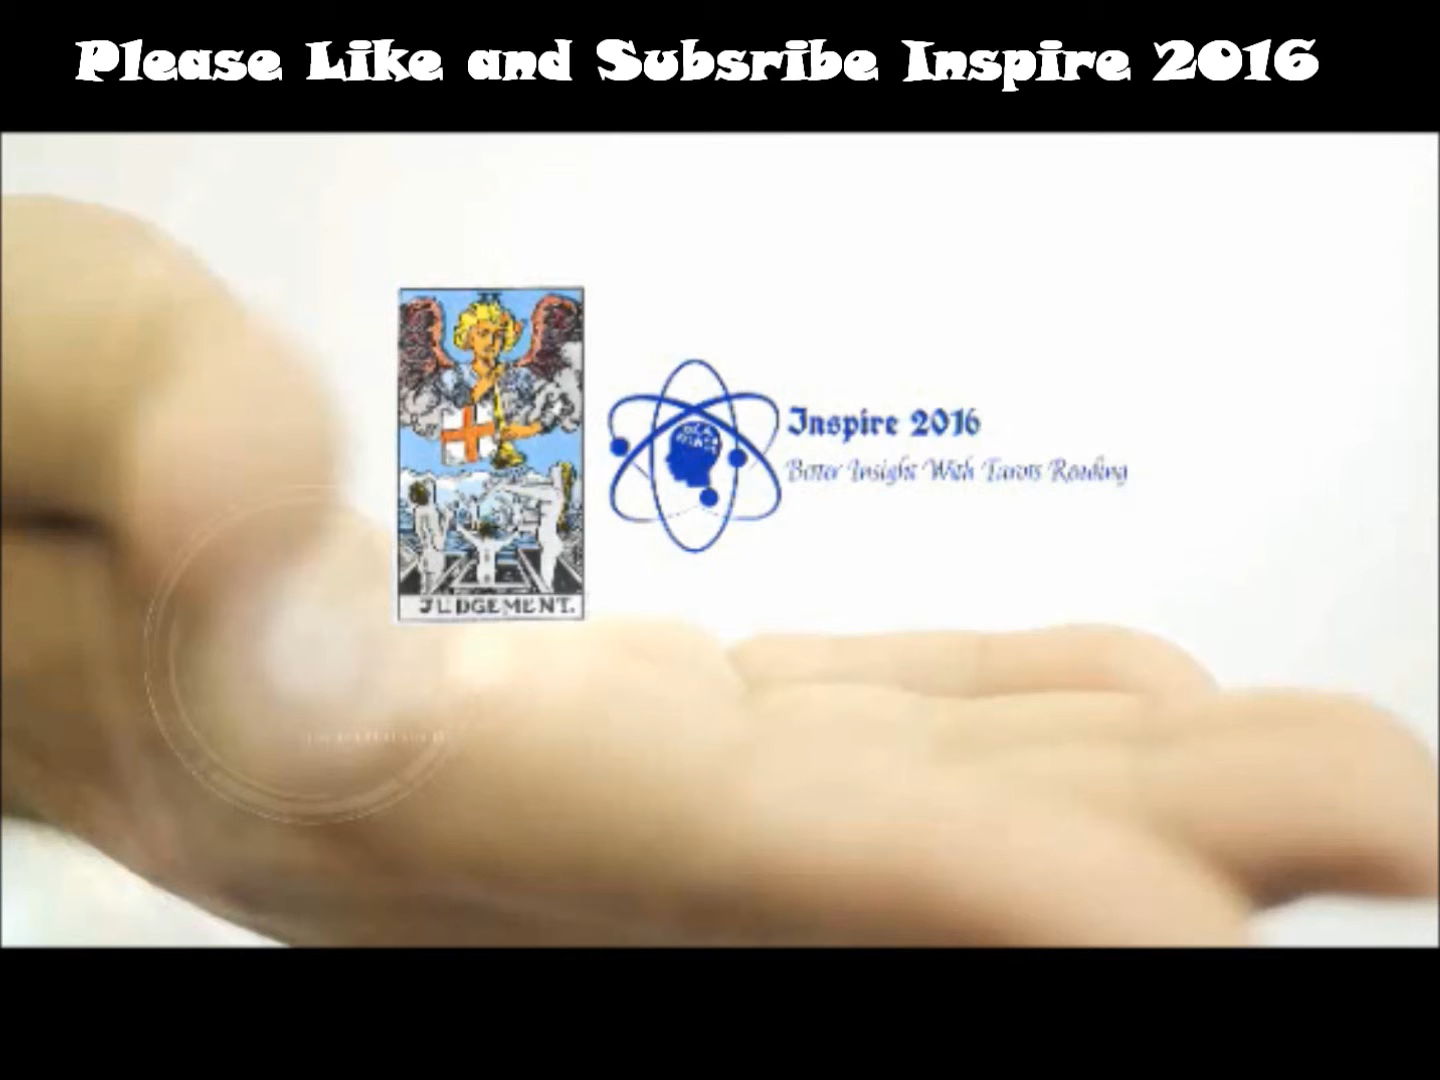 Please Like and Subsribe Inspire 2016
Inspire 2016
Better Insight With Tarots Reading
JUDGEMENT.